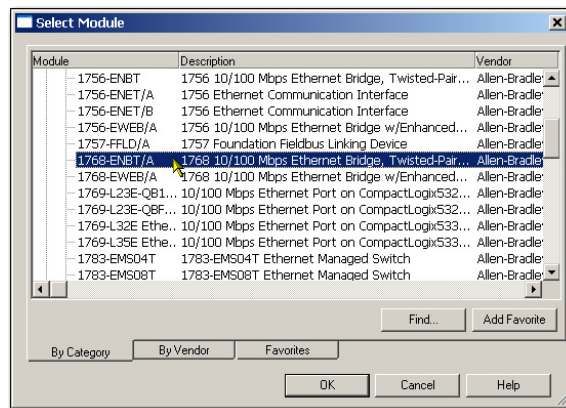 Select Module
Module Description Vendor
1756-ENBT 1756 10/100 Mbps Ethernet Bridge, Twisted-Pair... Allen-Bradley
1756-ENET/A 1756 Ethernet Communication Interface Allen-Bradley
1756-ENET/B 1756 Ethernet Communication Interface Allen-Bradley
1756-EWEB/A 1756 10/100 Mbps Ethernet Bridge w/Enhanced... Allen-Bradley
1757-FFLD/A 1757 Foundation Fieldbus Linking Device Allen-Bradley
1768-ENBT/A 1768 10/100 Mbps Ethernet Bridge, Twisted-Pair... Allen-Bradley
1768-EWEB/A 1768 10/100 Mbps Ethernet Bridge w/Enhanced... Allen-Bradley
1769-L23E-QB1... 10/100 Mbps Ethernet Port on CompactLogix532... Allen-Bradley
1769-L23E-QBF... 10/100 Mbps Ethernet Port on CompactLogix532... Allen-Bradley
1769-L32E Ethe... 10/100 Mbps Ethernet Port on CompactLogix533... Allen-Bradley
1769-L35E Ethe... 10/100 Mbps Ethernet Port on CompactLogix533... Allen-Bradley
1783-EMS04T 1783-EMS04T Ethernet Managed Switch Allen-Bradley
1783-EMS08T 1783-EMS08T Ethernet Managed Switch Allen-Bradley
Find... Add Favorite
By Category By Vendor Favorites
OK Cancel Help